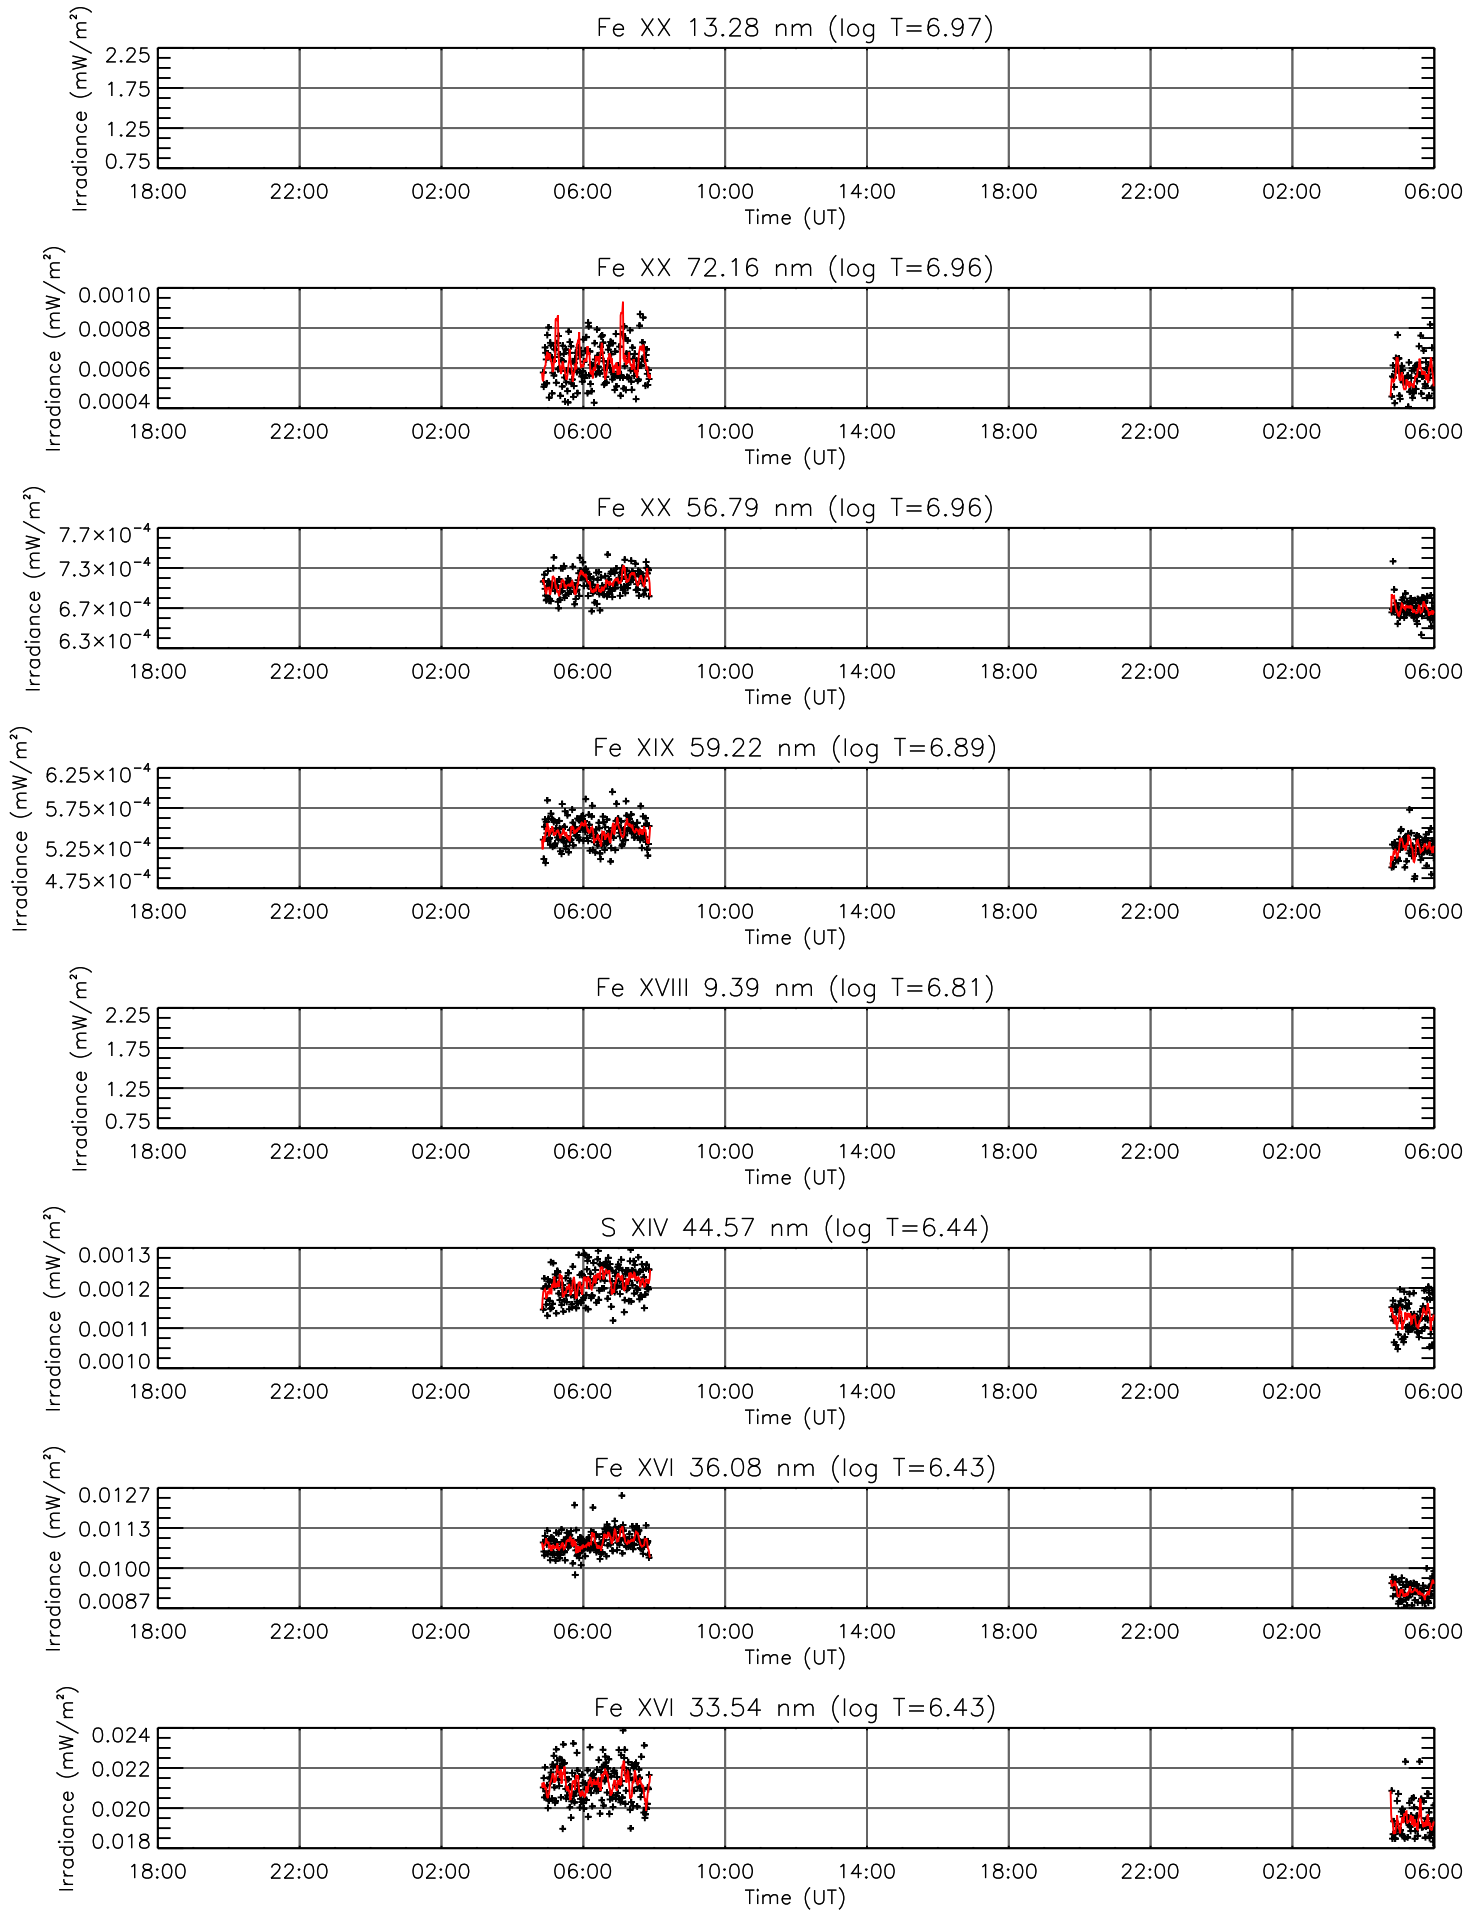 Fe XX 13.28 nm (log T=6.97)
Irradiance (mW/m²)
2.25
1.75
1.25
0.75
18:00 22:00 02:00 06:00 10:00 14:00 18:00 22:00 02:00 06:00
Time (UT)
Fe XX 72.16 nm (log T=6.96)
Irradiance (mW/m²)
0.0010
0.0008
0.0006
0.0004
18:00 22:00 02:00 06:00 10:00 14:00 18:00 22:00 02:00 06:00
Time (UT)
Fe XX 56.79 nm (log T=6.96)
Irradiance (mW/m²)
7.7×10⁻⁴
7.3×10⁻⁴
6.7×10⁻⁴
6.3×10⁻⁴
18:00 22:00 02:00 06:00 10:00 14:00 18:00 22:00 02:00 06:00
Time (UT)
Fe XIX 59.22 nm (log T=6.89)
Irradiance (mW/m²)
6.25×10⁻⁴
5.75×10⁻⁴
5.25×10⁻⁴
4.75×10⁻⁴
18:00 22:00 02:00 06:00 10:00 14:00 18:00 22:00 02:00 06:00
Time (UT)
Fe XVIII 9.39 nm (log T=6.81)
Irradiance (mW/m²)
2.25
1.75
1.25
0.75
18:00 22:00 02:00 06:00 10:00 14:00 18:00 22:00 02:00 06:00
Time (UT)
S XIV 44.57 nm (log T=6.44)
Irradiance (mW/m²)
0.0013
0.0012
0.0011
0.0010
18:00 22:00 02:00 06:00 10:00 14:00 18:00 22:00 02:00 06:00
Time (UT)
Fe XVI 36.08 nm (log T=6.43)
Irradiance (mW/m²)
0.0127
0.0113
0.0100
0.0087
18:00 22:00 02:00 06:00 10:00 14:00 18:00 22:00 02:00 06:00
Time (UT)
Fe XVI 33.54 nm (log T=6.43)
Irradiance (mW/m²)
0.024
0.022
0.020
0.018
18:00 22:00 02:00 06:00 10:00 14:00 18:00 22:00 02:00 06:00
Time (UT)